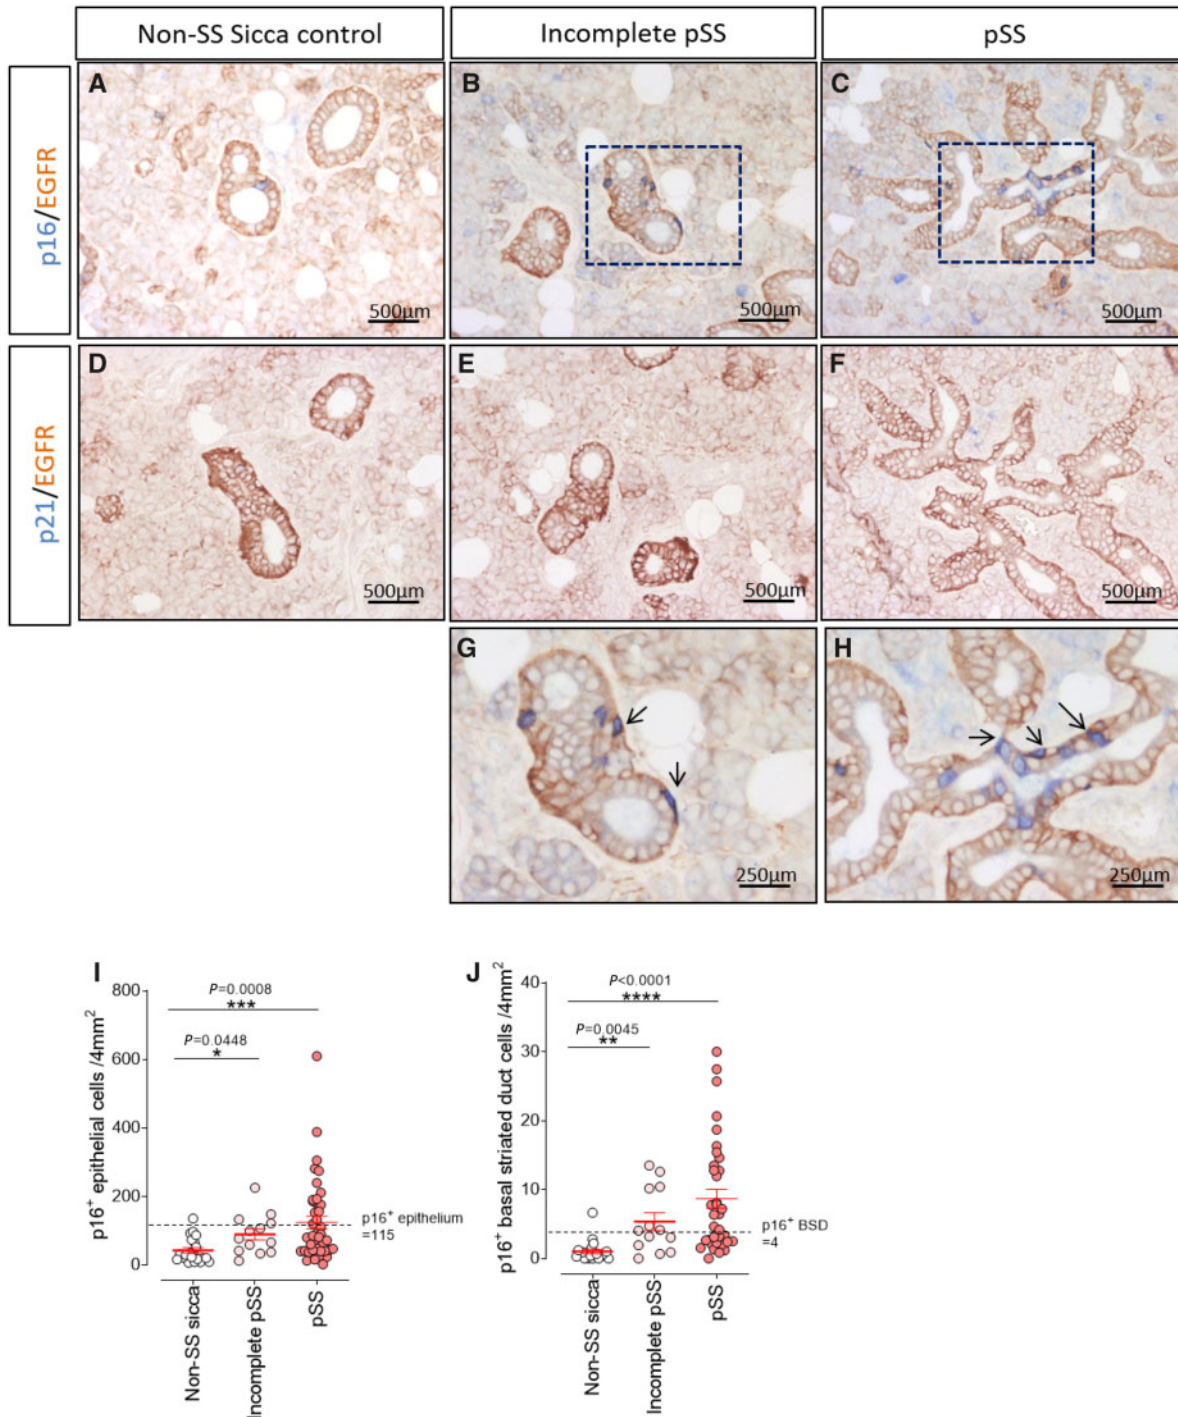 Non-SS Sicca control
Incomplete pSS
pSS
p16/EGFR
A
500µm
B
500µm
C
500µm
p21/EGFR
D
500µm
E
500µm
F
500µm
G
250µm
H
250µm
I
p16⁺ epithelial cells /4mm²
800
600
400
200
0
P=0.0008
***
P=0.0448
*
p16⁺ epithelium
=115
Non-SS sicca
Incomplete pSS
pSS
J
p16⁺ basal striated duct cells /4mm²
40
30
20
10
0
P<0.0001
****
P=0.0045
**
p16⁺ BSD
=4
Non-SS sicca
Incomplete pSS
pSS